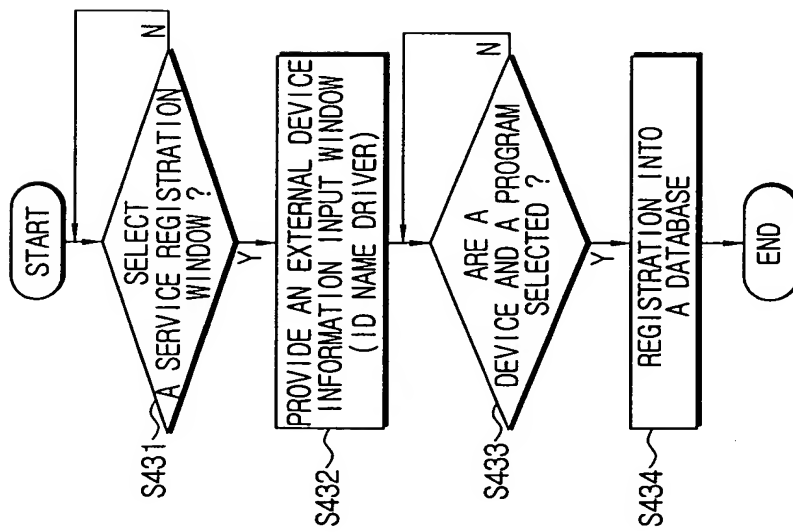 START
SELECT
A SERVICE REGISTRATION
WINDOW ?
N
Y
S431
PROVIDE AN EXTERNAL DEVICE
INFORMATION INPUT WINDOW
(ID NAME DRIVER)
S432
ARE A
DEVICE AND A PROGRAM
SELECTED ?
N
Y
S433
REGISTRATION INTO
A DATABASE
S434
END